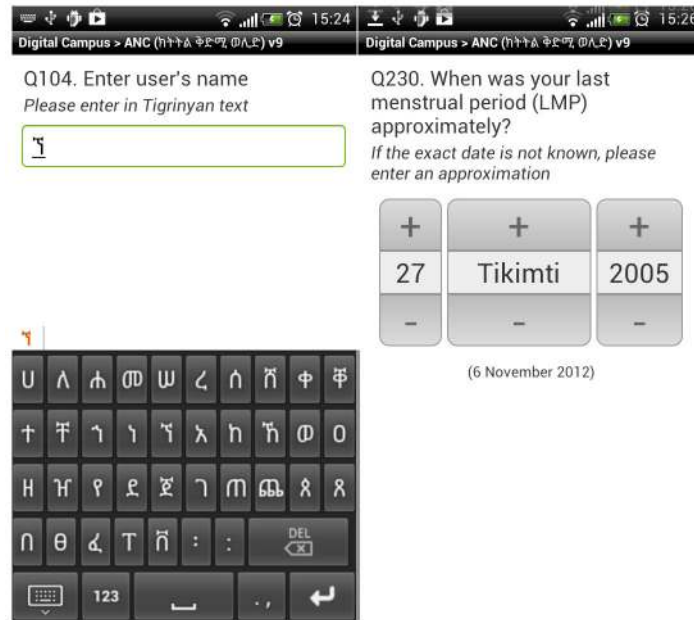 15:24
Digital Campus > ANC (ክትትል ቅድሚ ወሊድ) v9
Q104. Enter user's name
Please enter in Tigrinyan text
ኘ
ኘ
ሀ ለ ሐ መ ሠ ረ ሰ ሸ ቀ ቐ
ተ ቸ ኀ ነ ኘ አ ከ ኸ ወ ዐ
ዘ ዠ የ ደ ጀ ገ ጠ ጨ ጰ ጸ
በ ፀ ፈ ፐ ቨ ፡ : DEL
123 . ,
15:26
Digital Campus > ANC (ክትትል ቅድሚ ወሊድ) v9
Q230. When was your last
menstrual period (LMP)
approximately?
If the exact date is not known, please
enter an approximation
+ + +
27 Tikimti 2005
- - -
(6 November 2012)